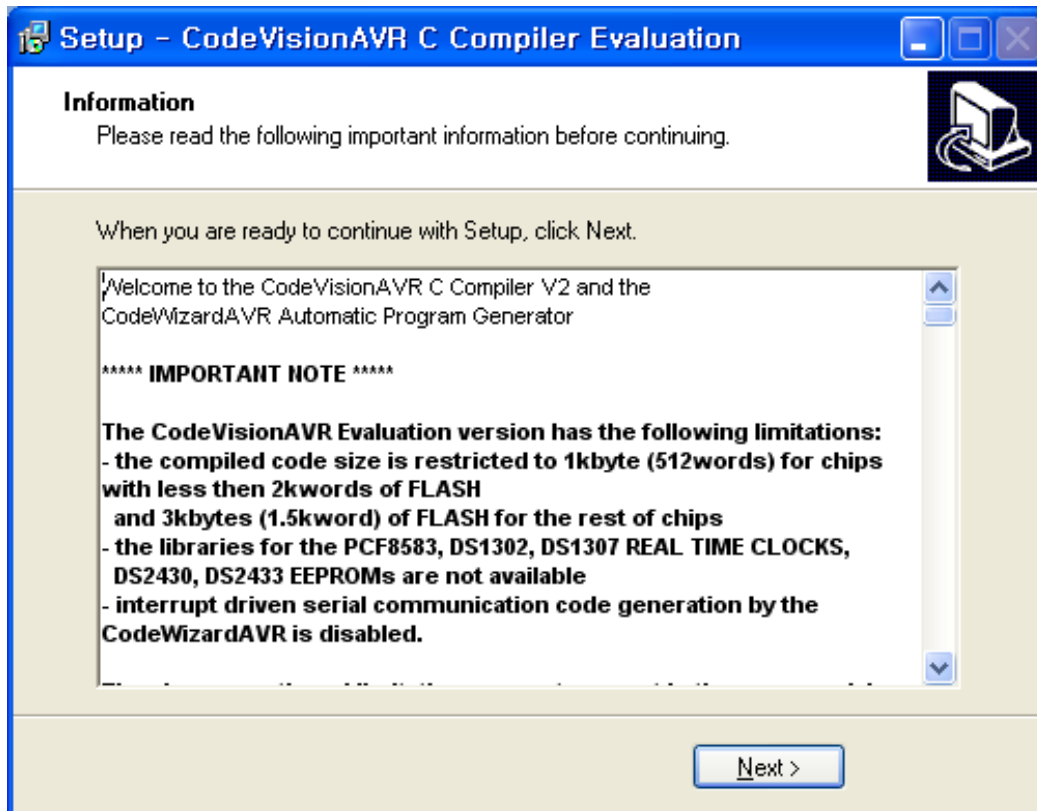 Setup - CodeVisionAVR C Compiler Evaluation
Information
Please read the following important information before continuing.
When you are ready to continue with Setup, click Next.
Welcome to the CodeVisionAVR C Compiler V2 and the
CodeWizardAVR Automatic Program Generator
***** IMPORTANT NOTE *****
The CodeVisionAVR Evaluation version has the following limitations:
- the compiled code size is restricted to 1kbyte (512words) for chips
with less then 2kwords of FLASH
and 3kbytes (1.5kword) of FLASH for the rest of chips
- the libraries for the PCF8583, DS1302, DS1307 REAL TIME CLOCKS,
DS2430, DS2433 EEPROMs are not available
- interrupt driven serial communication code generation by the
CodeWizardAVR is disabled.
Next >